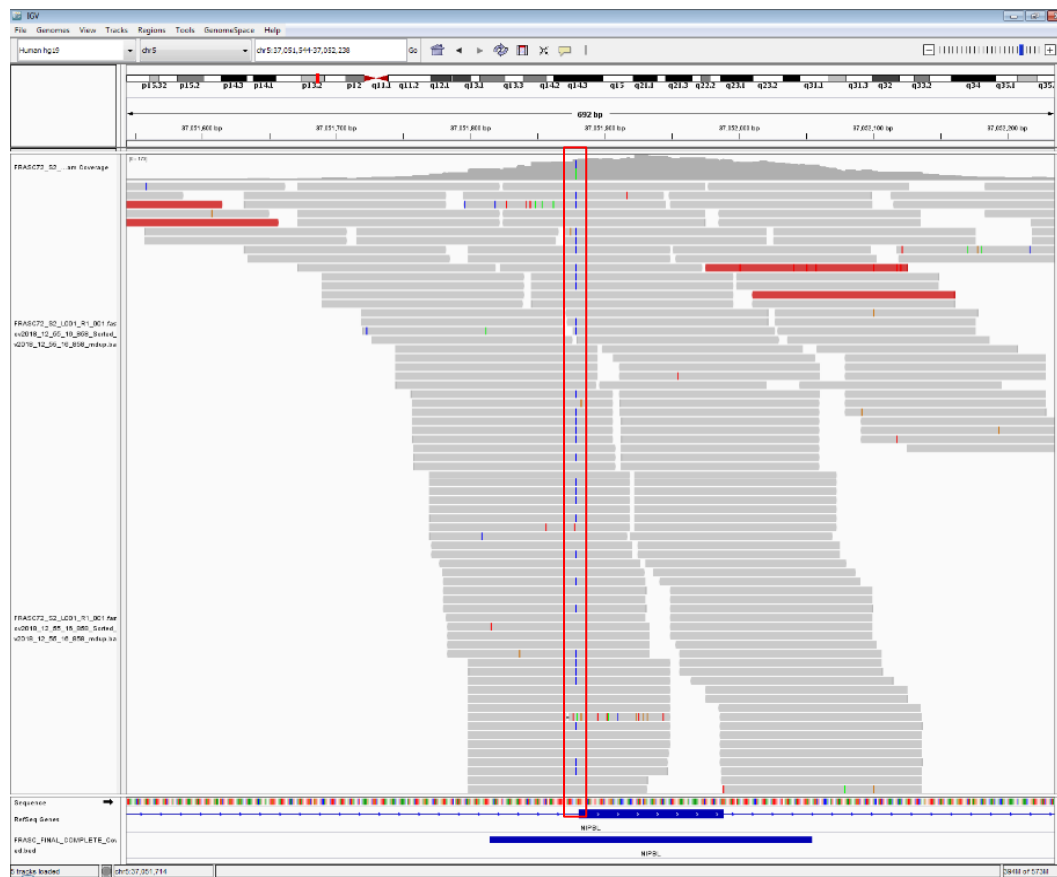 IGV
File Genomes View Tracks Regions Tools GenomeSpace Help
Human hg19 chr5 chr5:37,051,544-37,052,238 Go
p15.32 p15.2 p14.3 p14.1 p13.2 p12 q11.1 q11.2 q12.1 q13.1 q13.3 q14.3 q15 q21.1 q21.3 q22.2 q23.1 q23.3 q31.1 q31.3 q32 q33.2 q34 q35.1
692 bp
37,051,600 bp 37,051,700 bp 37,051,800 bp 37,051,900 bp 37,052,000 bp 37,052,100 bp 37,052,200 bp
FRASC72_S2_...am Coverage
Sequence
RefSeq Genes
NIPBL
FRASC_FINAL_COMPLETE_Cov
ed.bed
NIPBL
5 tracks loaded chr5:37,051,714 394M of 573M